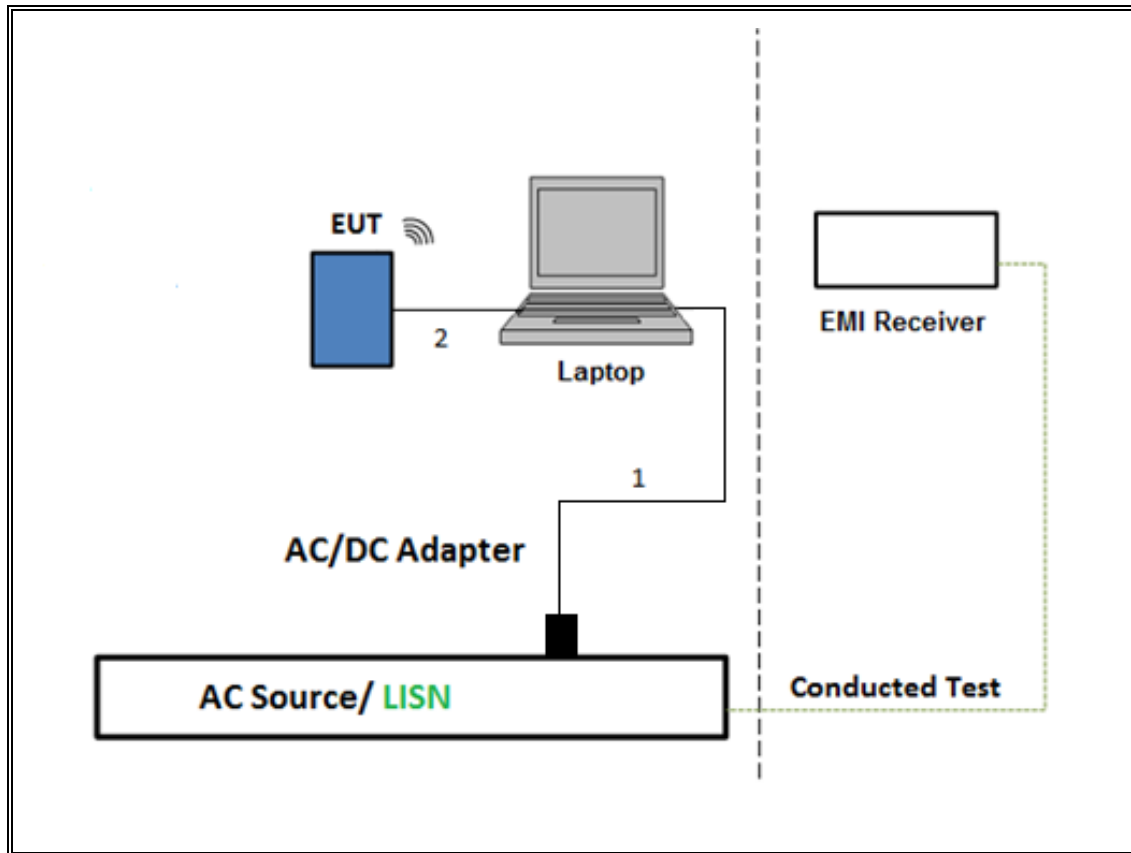 EUT
2
Laptop
EMI Receiver
1
AC/DC Adapter
AC Source/ LISN
Conducted Test